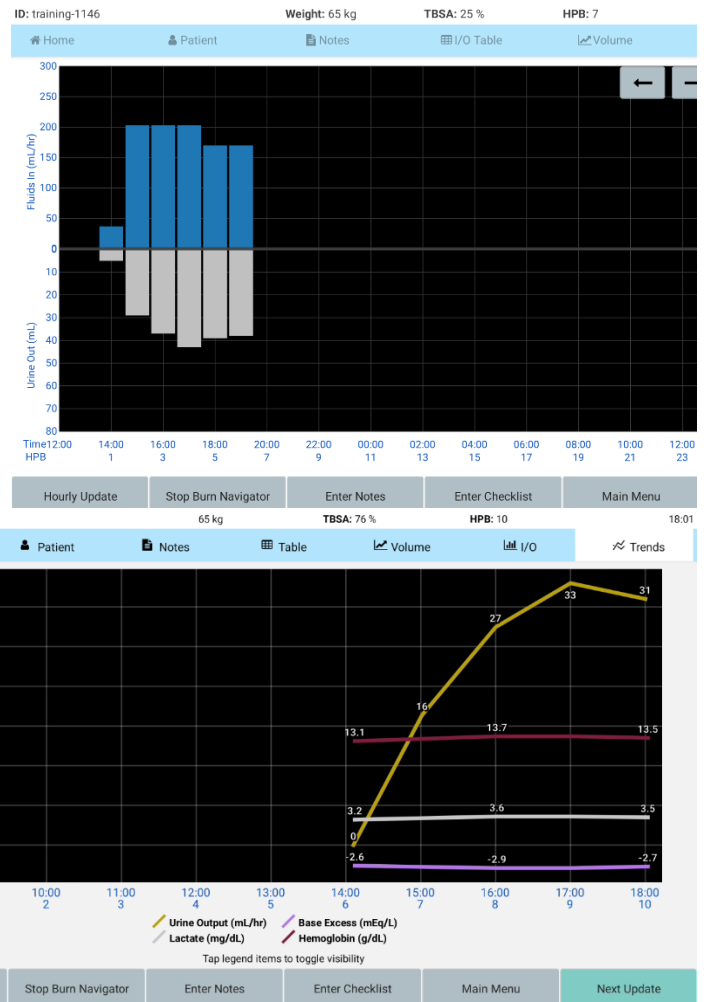 ID: training-1146 Weight: 65 kg TBSA: 25 % HPB: 7
Home Patient Notes I/O Table Volume
300
250
200
150
100
50
0
10
20
30
40
50
60
70
80
Fluids In (mL/hr)
Urine Out (mL)
Time 12:00 14:00 16:00 18:00 20:00 22:00 00:00 02:00 04:00 06:00 08:00 10:00 12:00
HPB 1 3 5 7 9 11 13 15 17 19 21 23
Hourly Update Stop Burn Navigator Enter Notes Enter Checklist Main Menu
65 kg TBSA: 76 % HPB: 10 18:01
Patient Notes Table Volume I/O Trends
33 31
27
16
13.1 13.7 13.5
3.2 3.6 3.5
0
-2.6 -2.9 -2.7
10:00 11:00 12:00 13:00 14:00 15:00 16:00 17:00 18:00
2 3 4 5 6 7 8 9 10
Urine Output (mL/hr) Base Excess (mEq/L)
Lactate (mg/dL) Hemoglobin (g/dL)
Tap legend items to toggle visibility
Stop Burn Navigator Enter Notes Enter Checklist Main Menu Next Update